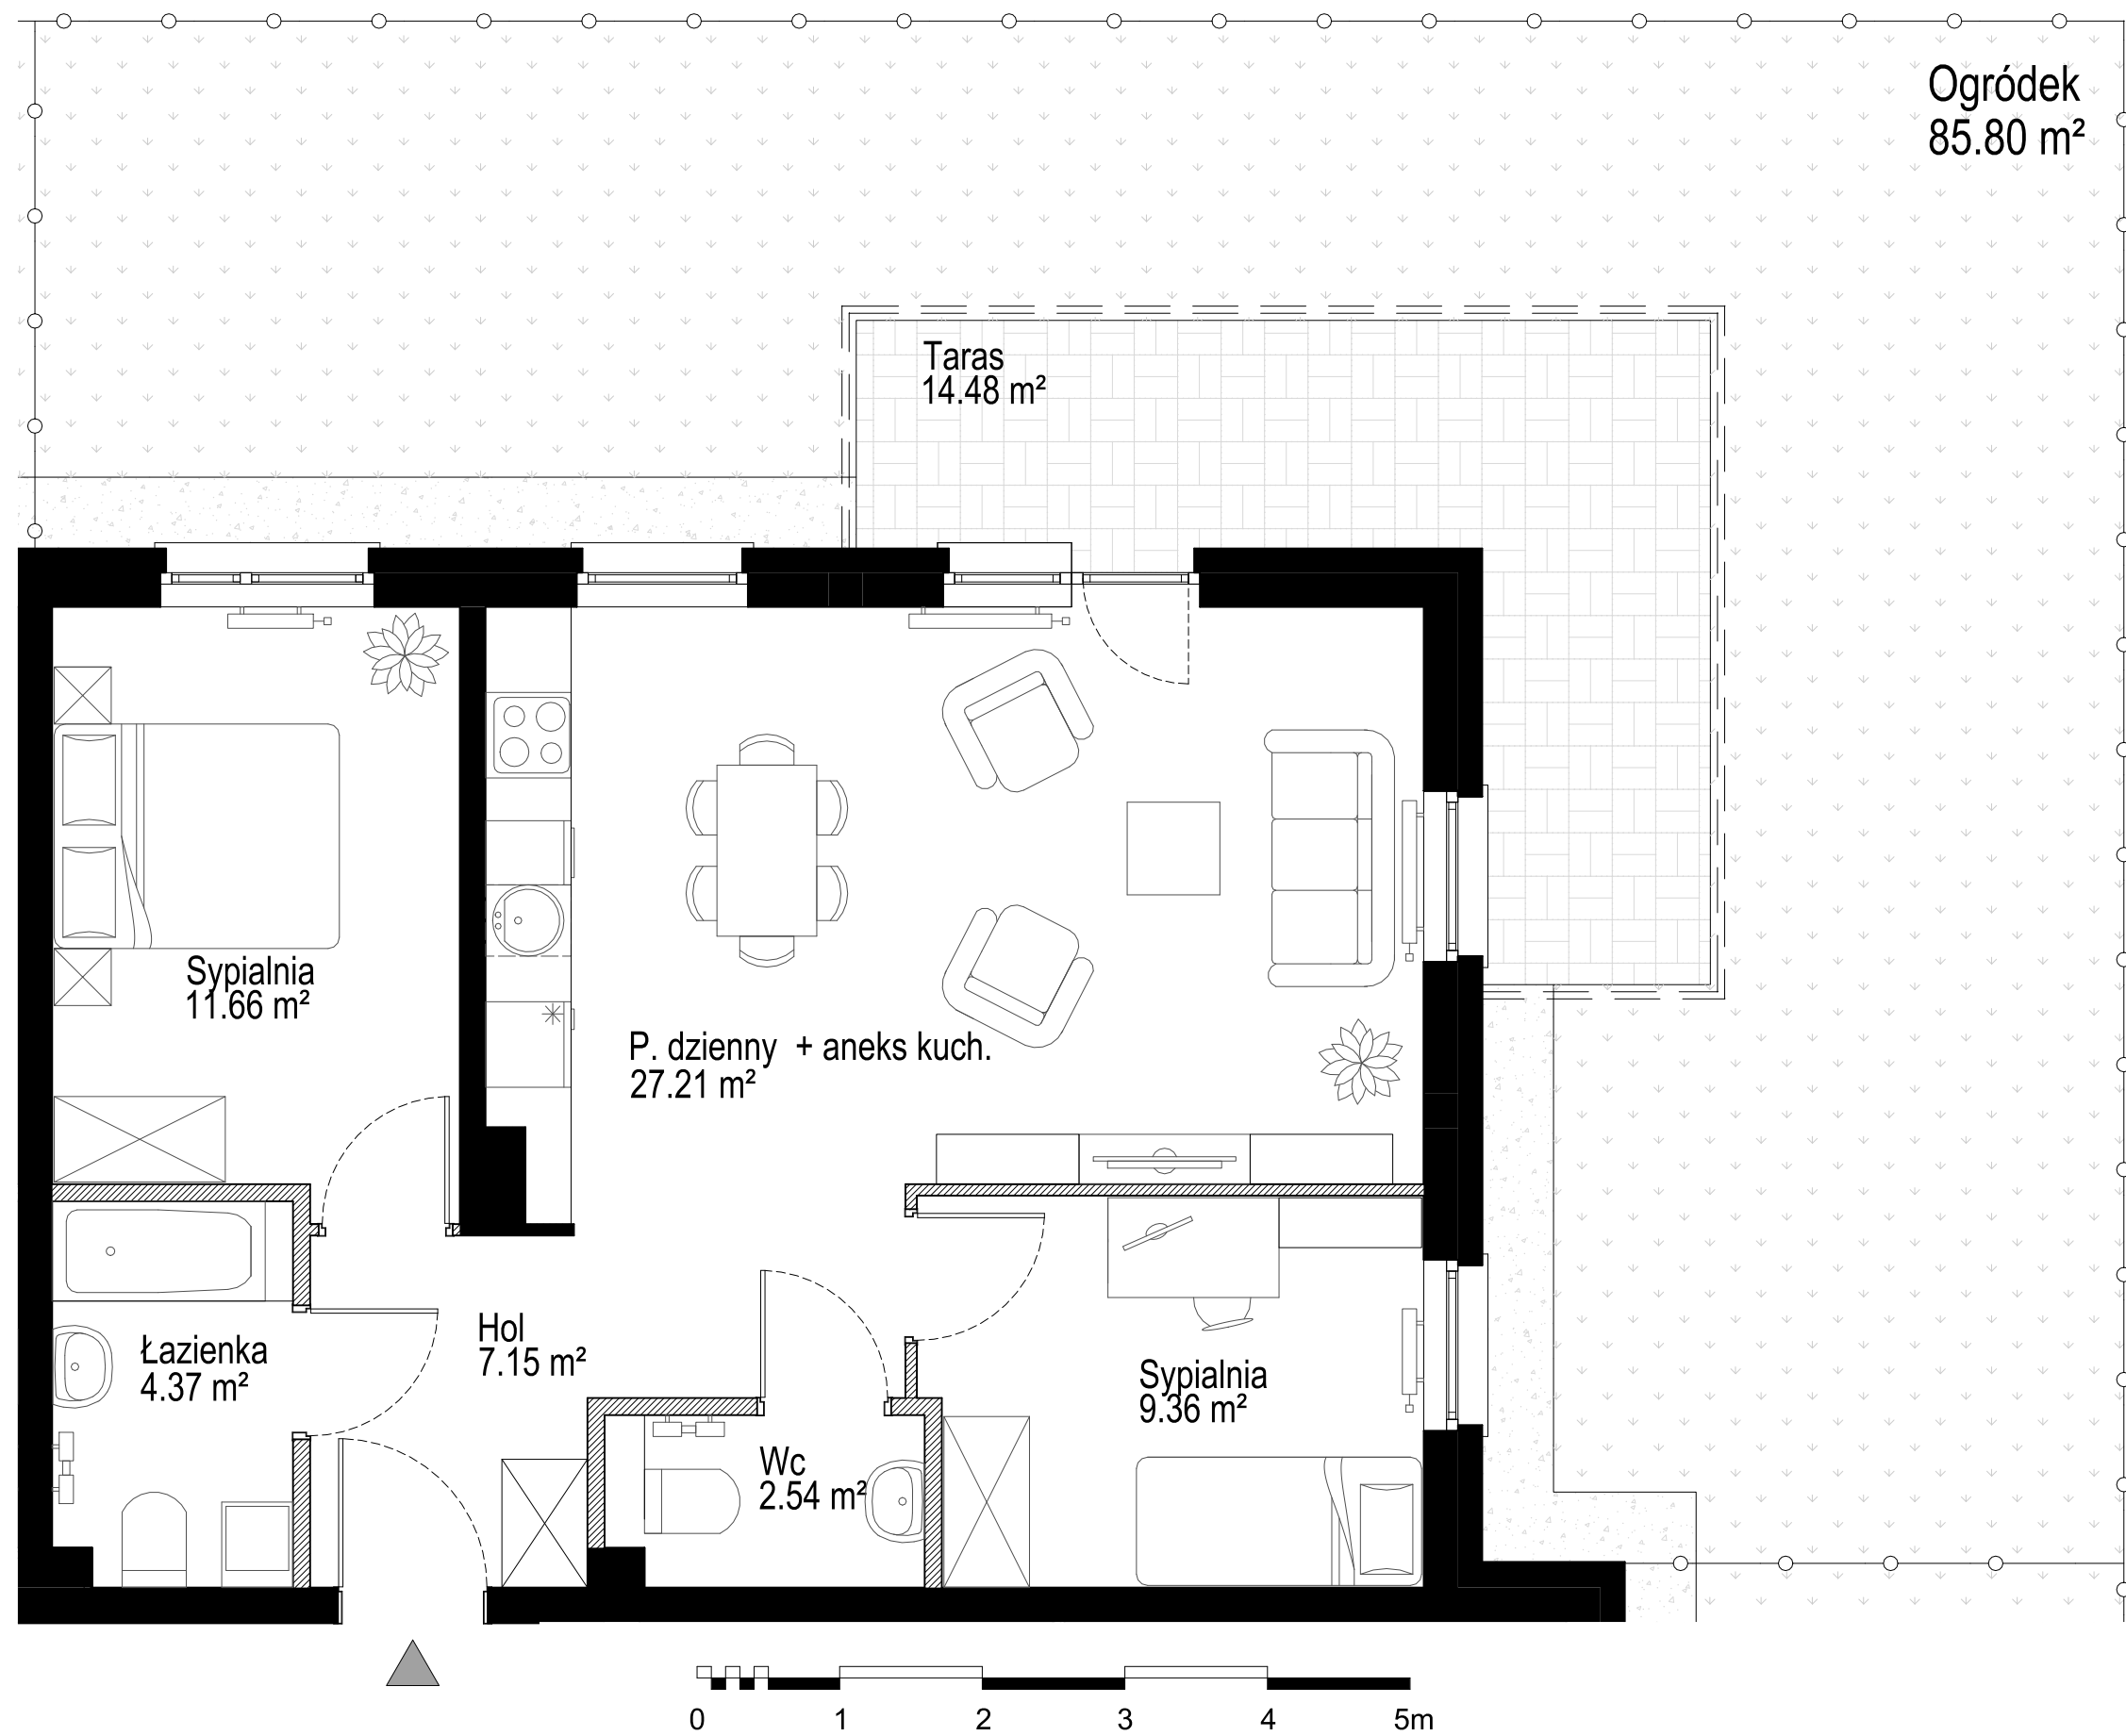 Ogródek
85.80 m²
Taras
14.48 m²
Sypialnia
11.66 m²
P. dzienny + aneks kuch.
27.21 m²
Hol
7.15 m²
Łazienka
4.37 m²
Sypialnia
9.36 m²
Wc
2.54 m²
0 1 2 3 4 5m